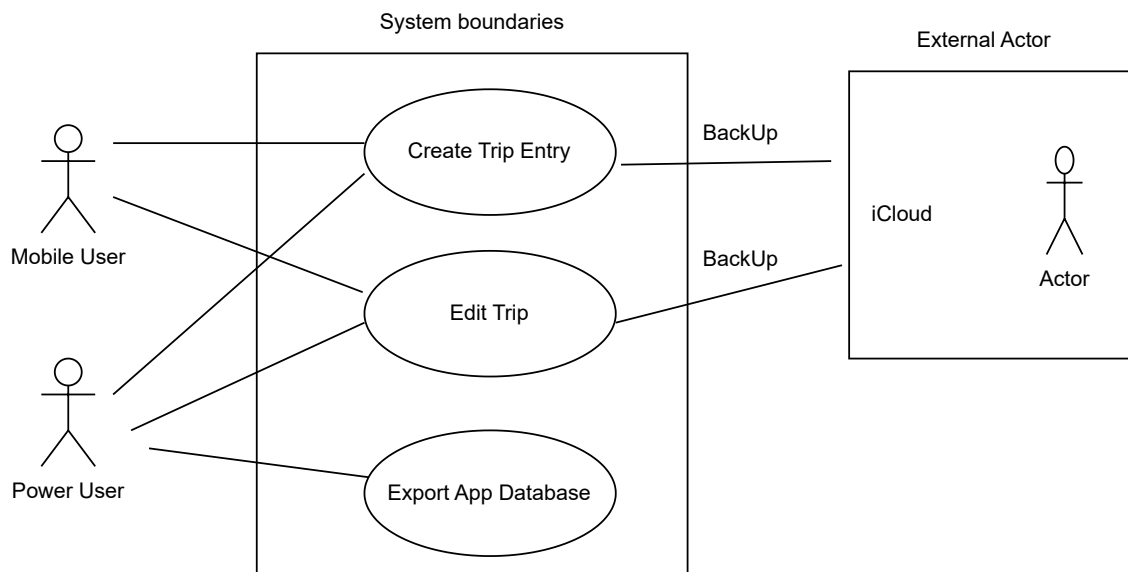 System boundaries
External Actor
Create Trip Entry
BackUp
iCloud
Mobile User
BackUp
Actor
Edit Trip
Power User
Export App Database